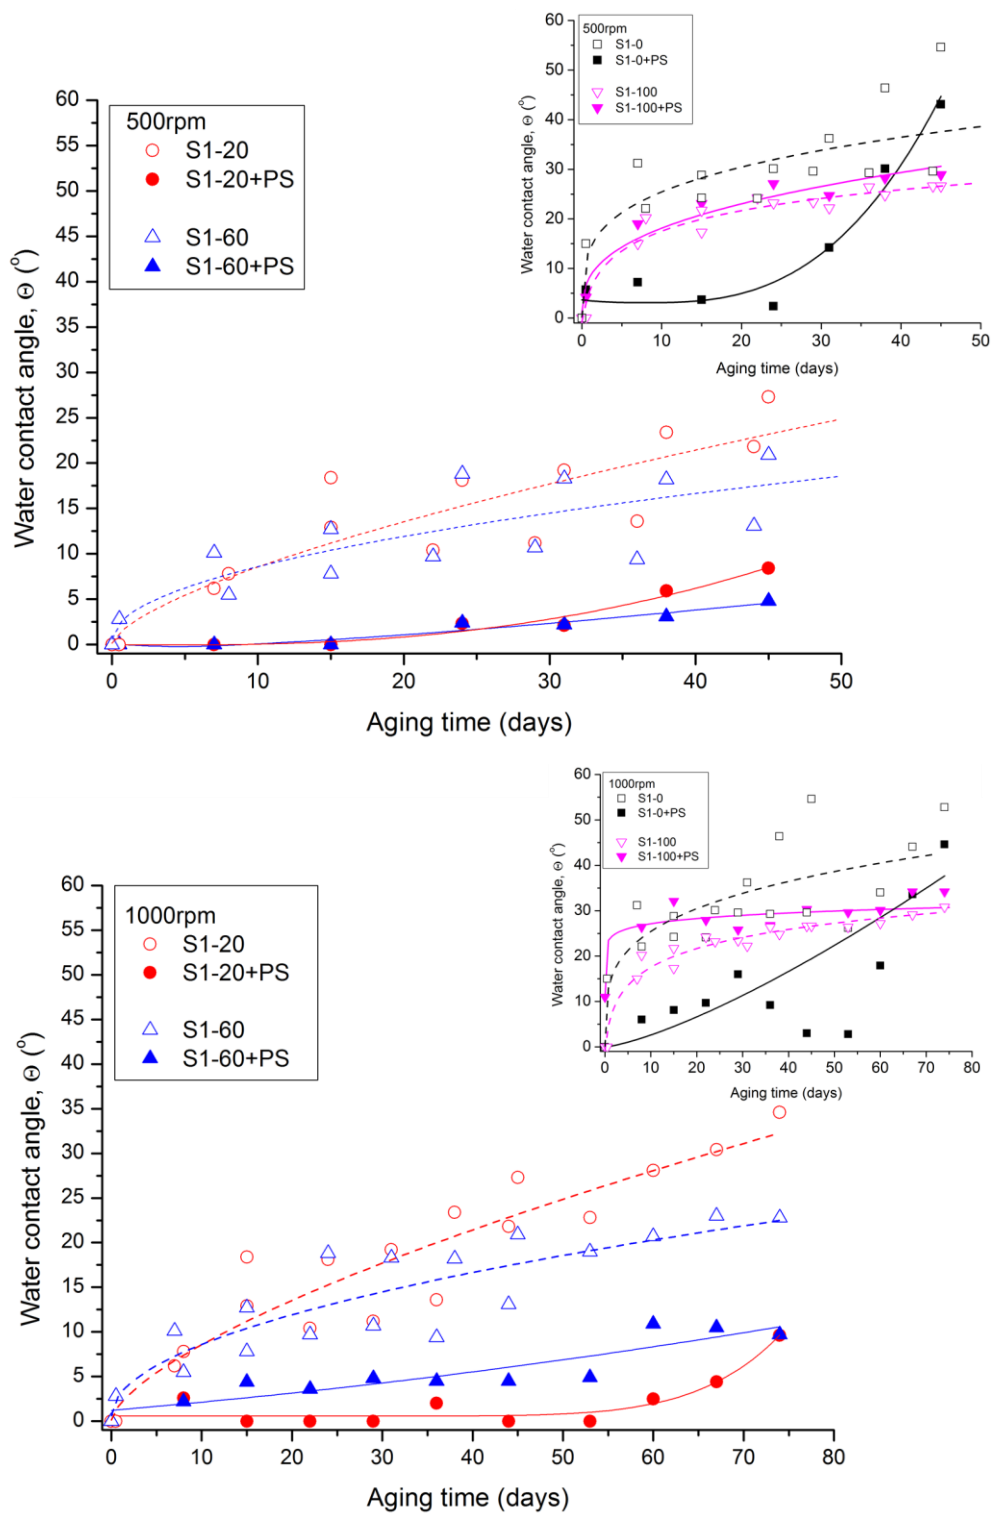 60
55
50
45
40
35
30
25
20
15
10
5
0
Water contact angle, Θ (°)
500rpm
S1-20
S1-20+PS
S1-60
S1-60+PS
0
10
20
30
40
50
Aging time (days)
60
50
40
30
20
10
0
Water contact angle, Θ (°)
500rpm
S1-0
S1-0+PS
S1-100
S1-100+PS
0
10
20
30
40
50
Aging time (days)
60
55
50
45
40
35
30
25
20
15
10
5
0
Water contact angle, Θ (°)
1000rpm
S1-20
S1-20+PS
S1-60
S1-60+PS
0
10
20
30
40
50
60
70
80
Aging time (days)
60
50
40
30
20
10
0
Water contact angle, Θ (°)
1000rpm
S1-0
S1-0+PS
S1-100
S1-100+PS
0
10
20
30
40
50
60
70
80
Aging time (days)